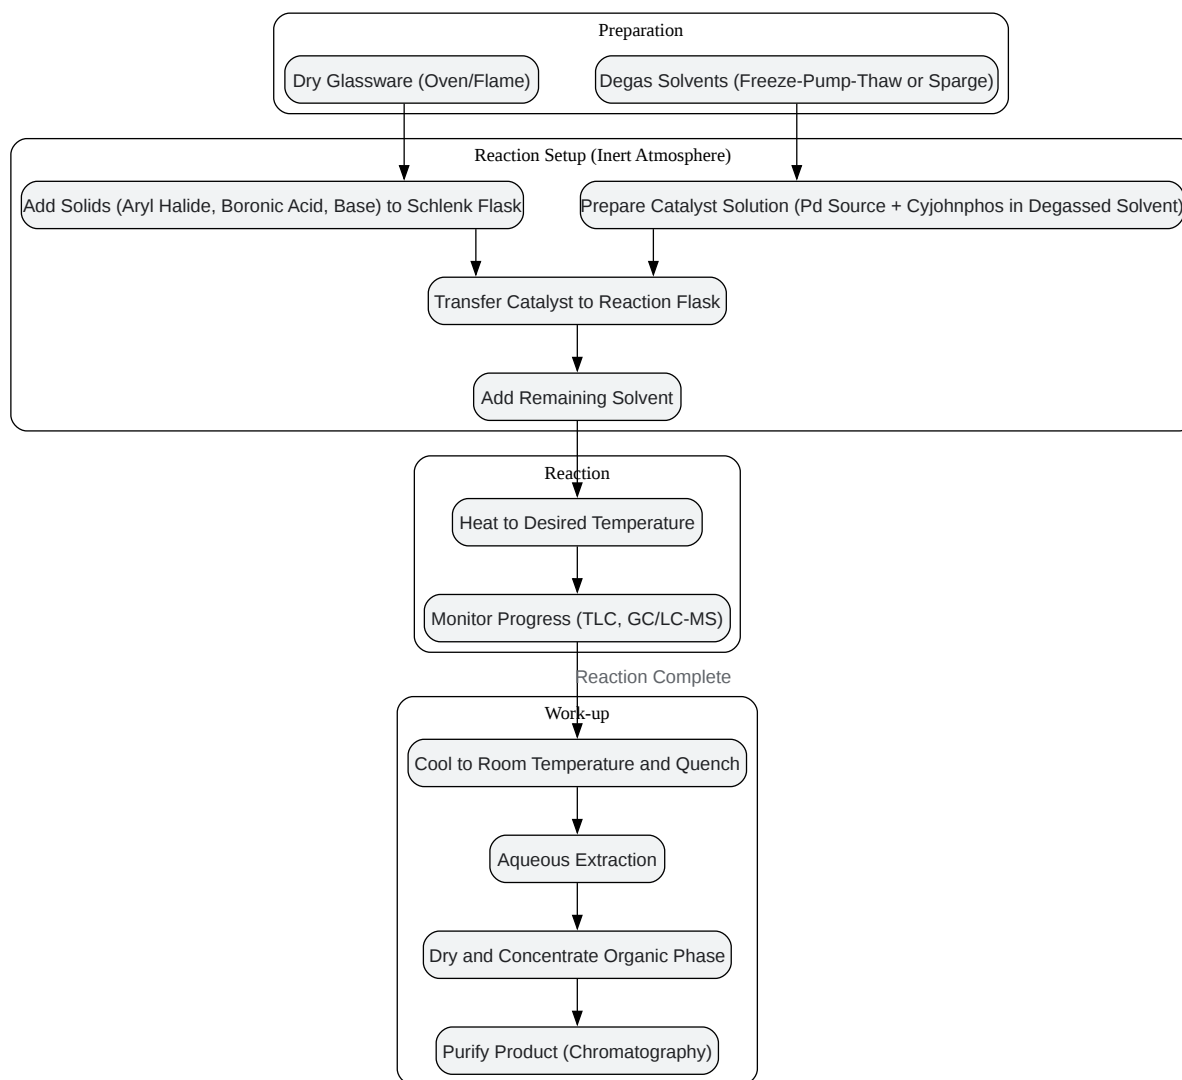 Preparation
Dry Glassware (Oven/Flame)
Degas Solvents (Freeze-Pump-Thaw or Sparge)
Reaction Setup (Inert Atmosphere)
Add Solids (Aryl Halide, Boronic Acid, Base) to Schlenk Flask
Prepare Catalyst Solution (Pd Source + Cyjohnphos in Degassed Solvent)
Transfer Catalyst to Reaction Flask
Add Remaining Solvent
Reaction
Heat to Desired Temperature
Monitor Progress (TLC, GC/LC-MS)
Reaction Complete
Work-up
Cool to Room Temperature and Quench
Aqueous Extraction
Dry and Concentrate Organic Phase
Purify Product (Chromatography)